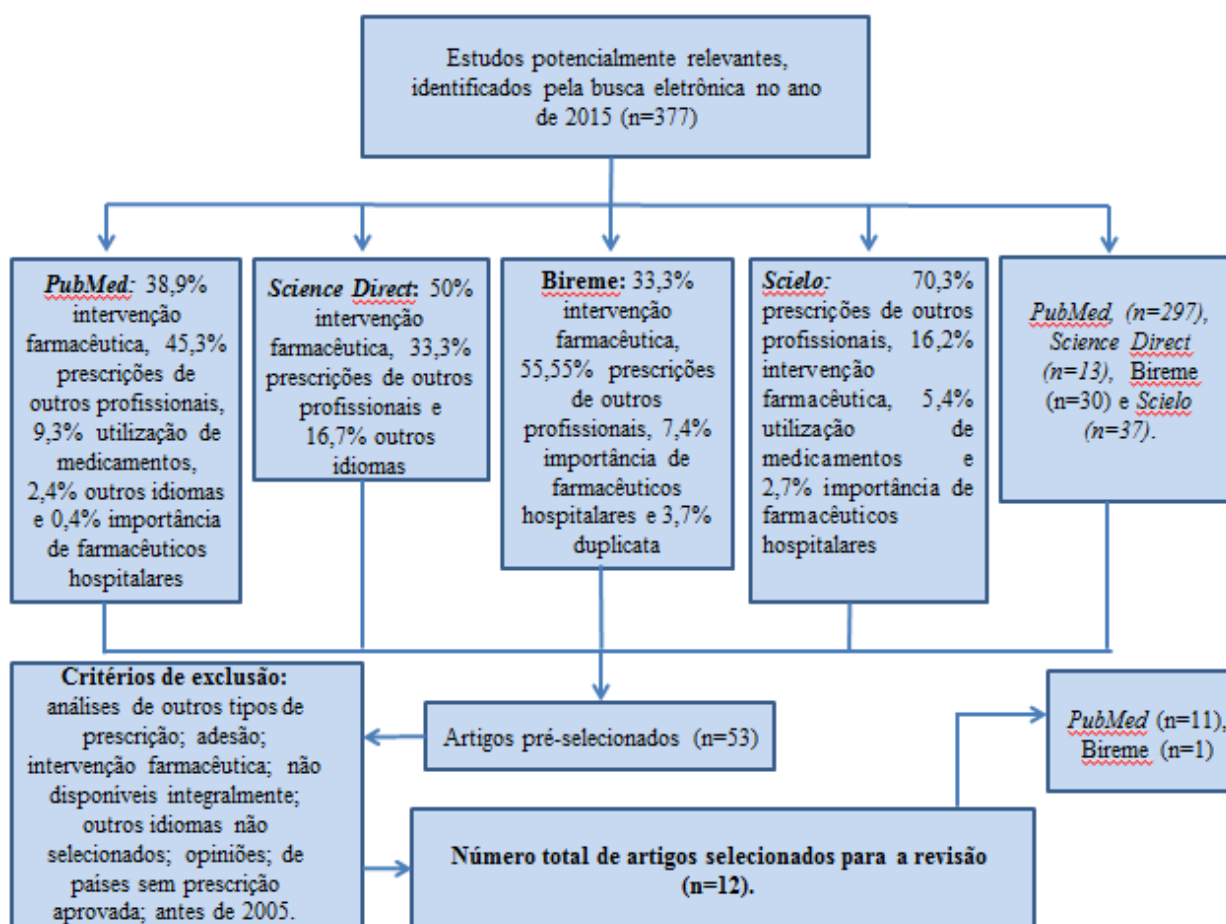 Estudos potencialmente relevantes,
identificados pela busca eletrônica no ano
de 2015 (n=377)
PubMed: 38,9%
intervenção
farmacêutica, 45,3%
prescrições de
outros profissionais,
9,3% utilização de
medicamentos,
2,4% outros idiomas
e 0,4% importância
de farmacêuticos
hospitalares
Science Direct: 50%
intervenção
farmacêutica, 33,3%
prescrições de outros
profissionais e
16,7% outros
idiomas
Bireme: 33,3%
intervenção
farmacêutica,
55,55% prescrições
de outros
profissionais, 7,4%
importância de
farmacêuticos
hospitalares e 3,7%
duplicata
Scielo: 70,3%
prescrições de outros
profissionais, 16,2%
intervenção
farmacêutica, 5,4%
utilização de
medicamentos e
2,7% importância de
farmacêuticos
hospitalares
PubMed, (n=297),
Science Direct
(n=13), Bireme
(n=30) e Scielo
(n=37).
Critérios de exclusão:
análises de outros tipos de
prescrição; adesão;
intervenção farmacêutica; não
disponíveis integralmente;
outros idiomas não
selecionados; opiniões; de
países sem prescrição
aprovada; antes de 2005.
Artigos pré-selecionados (n=53)
PubMed (n=11),
Bireme (n=1)
Número total de artigos selecionados para a revisão
(n=12).